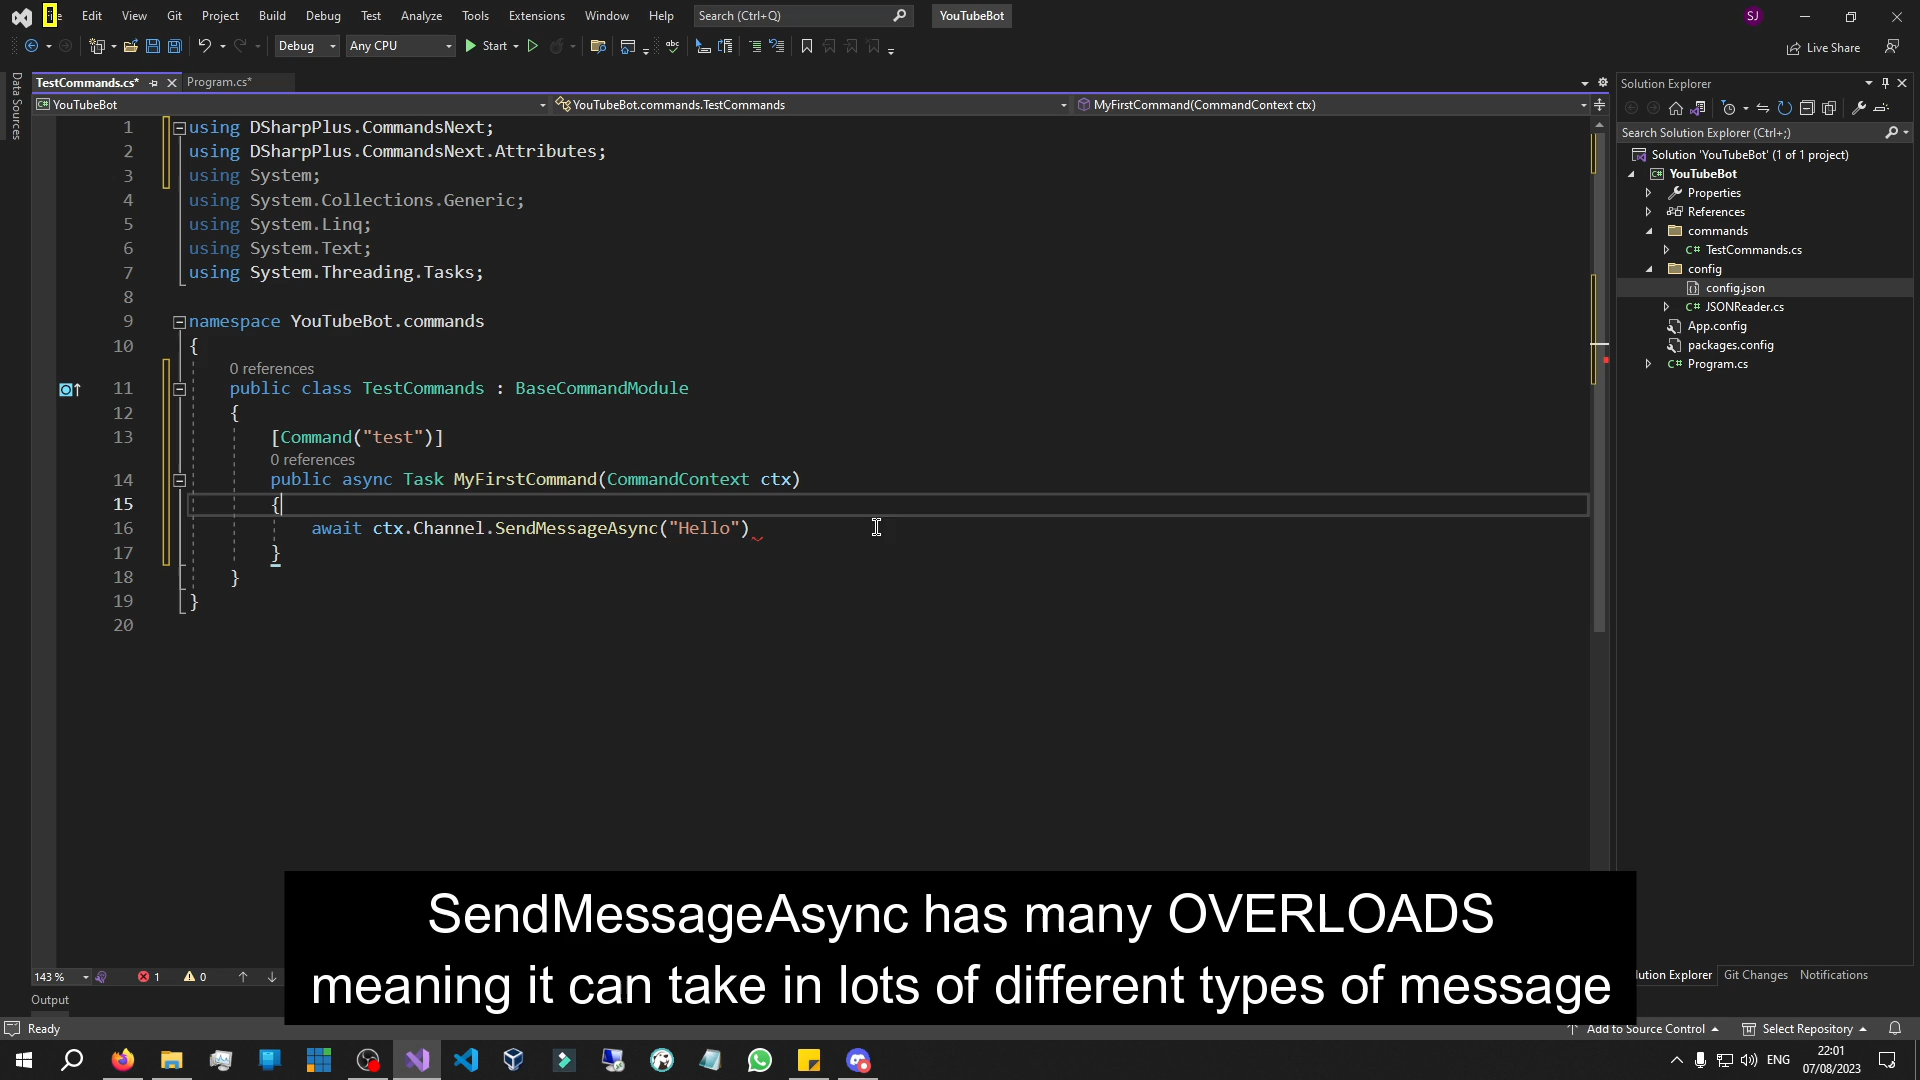 Edit View Git Project Build Debug Test Analyze Tools Extensions Window Help Search (Ctrl+Q) YouTubeBot SJ
Debug Any CPU Start Live Share
Data Sources
TestCommands.cs* Program.cs*
YouTubeBot YouTubeBot.commands.TestCommands MyFirstCommand(CommandContext ctx)
1 using DSharpPlus.CommandsNext;
2 using DSharpPlus.CommandsNext.Attributes;
3 using System;
4 using System.Collections.Generic;
5 using System.Linq;
6 using System.Text;
7 using System.Threading.Tasks;
8
9 namespace YouTubeBot.commands
10 {
0 references
11 public class TestCommands : BaseCommandModule
12 {
13 [Command("test")]
0 references
14 public async Task MyFirstCommand(CommandContext ctx)
15 {
16 await ctx.Channel.SendMessageAsync("Hello")
17 }
18 }
19 }
20
Solution Explorer
Search Solution Explorer (Ctrl+;)
Solution 'YouTubeBot' (1 of 1 project)
YouTubeBot
Properties
References
commands
C# TestCommands.cs
config
config.json
C# JSONReader.cs
App.config
packages.config
C# Program.cs
SendMessageAsync has many OVERLOADS
meaning it can take in lots of different types of message
143 % 1 0
lution Explorer Git Changes Notifications
Output
Ready
Add to Source Control Select Repository
ENG
22:01
07/08/2023